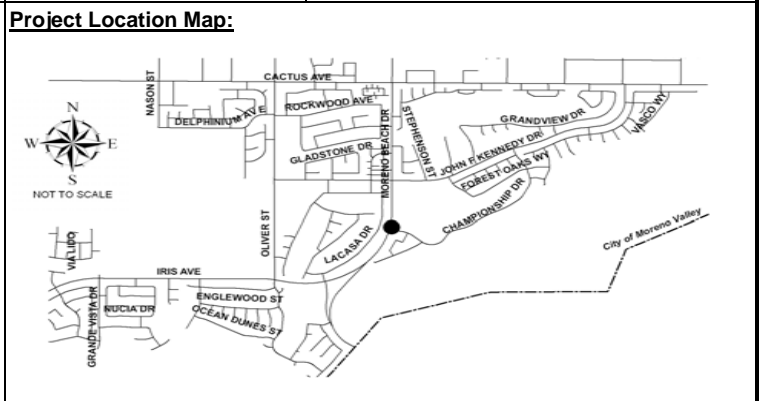 Project Location Map:
CACTUS AVE
NASON ST
ROCKWOOD AVE
DELPHINIUM AVE
STEPHENSON ST
GRANDVIEW DR
VASCO WY
MORENO BEACH DR
GLADSTONE DR
JOHN F KENNEDY DR
FOREST OAKS WY
CHAMPIONSHIP DR
N
W
E
S
NOT TO SCALE
OLIVER ST
LA CASA DR
City of Moreno Valley
VIA LIDO
IRIS AVE
ENGLEWOOD ST
NUCIA DR
OCEAN DUNES ST
GRANDE VISTA DR